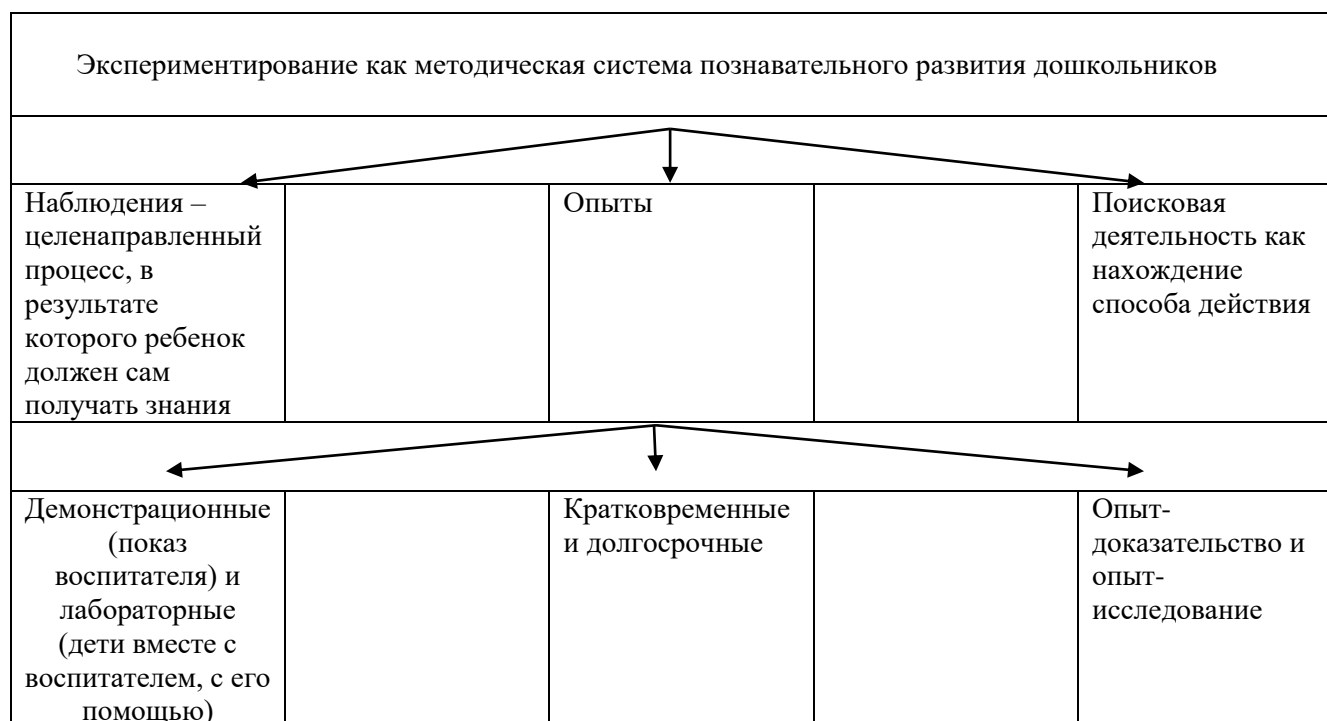 Экспериментирование как методическая система познавательного развития дошкольников
Наблюдения –
целенаправленный
процесс, в
результате
которого ребенок
должен сам
получать знания
Опыты
Поисковая
деятельность как
нахождение
способа действия
Демонстрационные
(показ
воспитателя) и
лабораторные
(дети вместе с
воспитателем, с его
помощью)
Кратковременные
и долгосрочные
Опыт-
доказательство и
опыт-
исследование